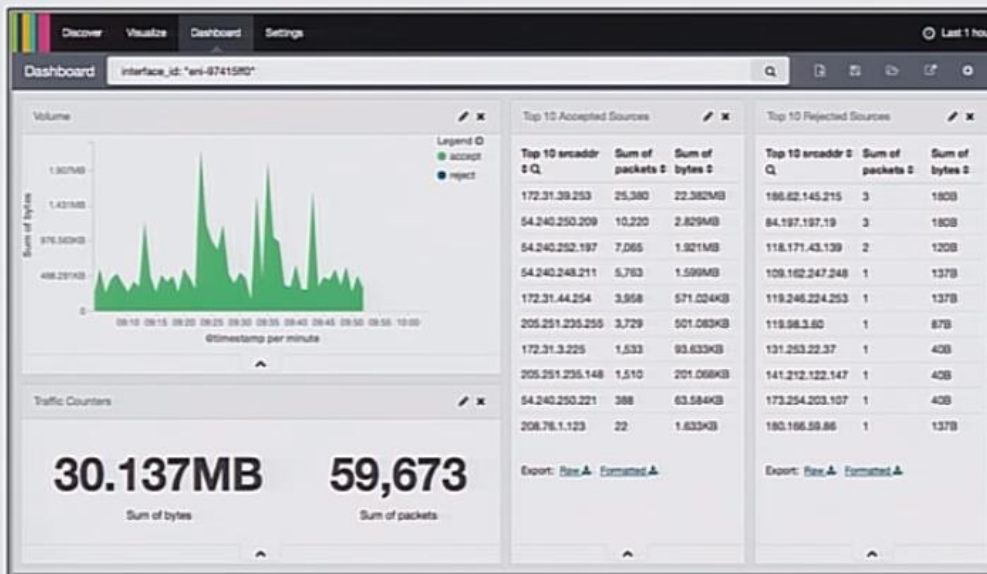 Discover Visualize Dashboard Settings
Last 1 hou
Dashboard interface_id: "eni-97415ff0"
Volume
Legend
accept
reject
Sum of bytes
1.907MB
1.431MB
976.563KB
488.281KB
0
09:10 09:15 09:20 09:25 09:30 09:35 09:40 09:45 09:50 09:55 10:00
@timestamp per minute
Traffic Counters
30.137MB 59,673
Sum of bytes Sum of packets
Top 10 Accepted Sources
Top 10 srcaddr Sum of packets Sum of bytes
172.31.39.253 25,380 22.382MB
54.240.250.209 10,220 2.829MB
54.240.252.197 7,065 1.921MB
54.240.248.211 5,763 1.599MB
172.31.44.254 3,958 571.024KB
205.251.235.255 3,729 501.083KB
172.31.3.225 1,533 93.633KB
205.251.235.148 1,510 201.068KB
54.240.250.221 388 63.584KB
208.76.1.123 22 1.633KB
Export: Raw Formatted
Top 10 Rejected Sources
Top 10 srcaddr Sum of packets Sum of bytes
186.62.145.215 3 180B
84.197.197.19 3 180B
118.171.43.139 2 120B
109.162.247.248 1 137B
119.246.224.253 1 137B
119.98.3.60 1 87B
131.253.22.37 1 40B
141.212.122.147 1 40B
173.254.203.107 1 40B
180.166.59.86 1 137B
Export: Raw Formatted